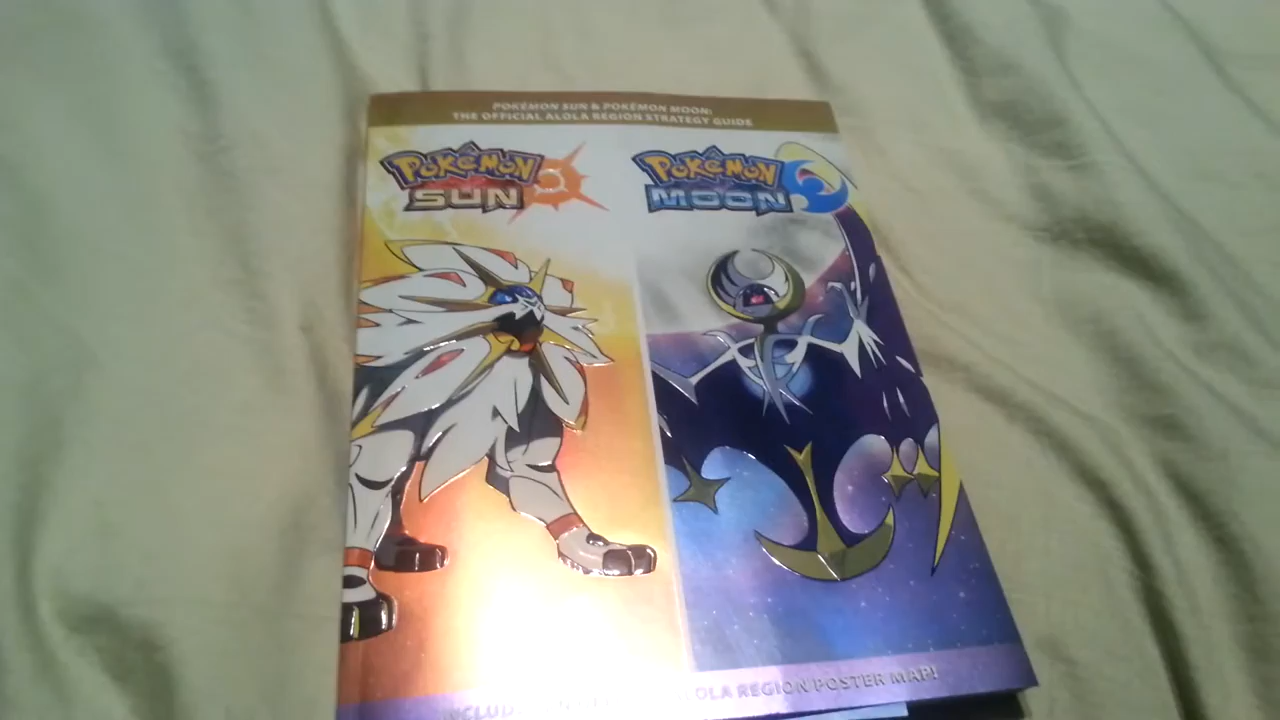 POKÉMON SUN & POKÉMON MOON:
THE OFFICIAL ALOLA REGION STRATEGY GUIDE
POKÉMON
SUN
POKÉMON
MOON
ALOLA REGION POSTER MAP!